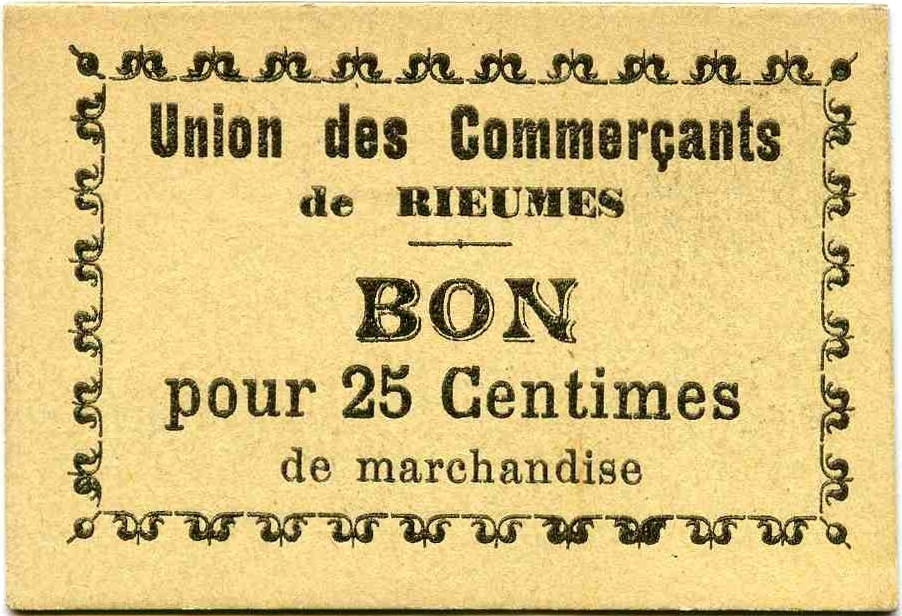 Union des Commerçants
de RIEUMES
BON
pour 25 Centimes
de marchandise